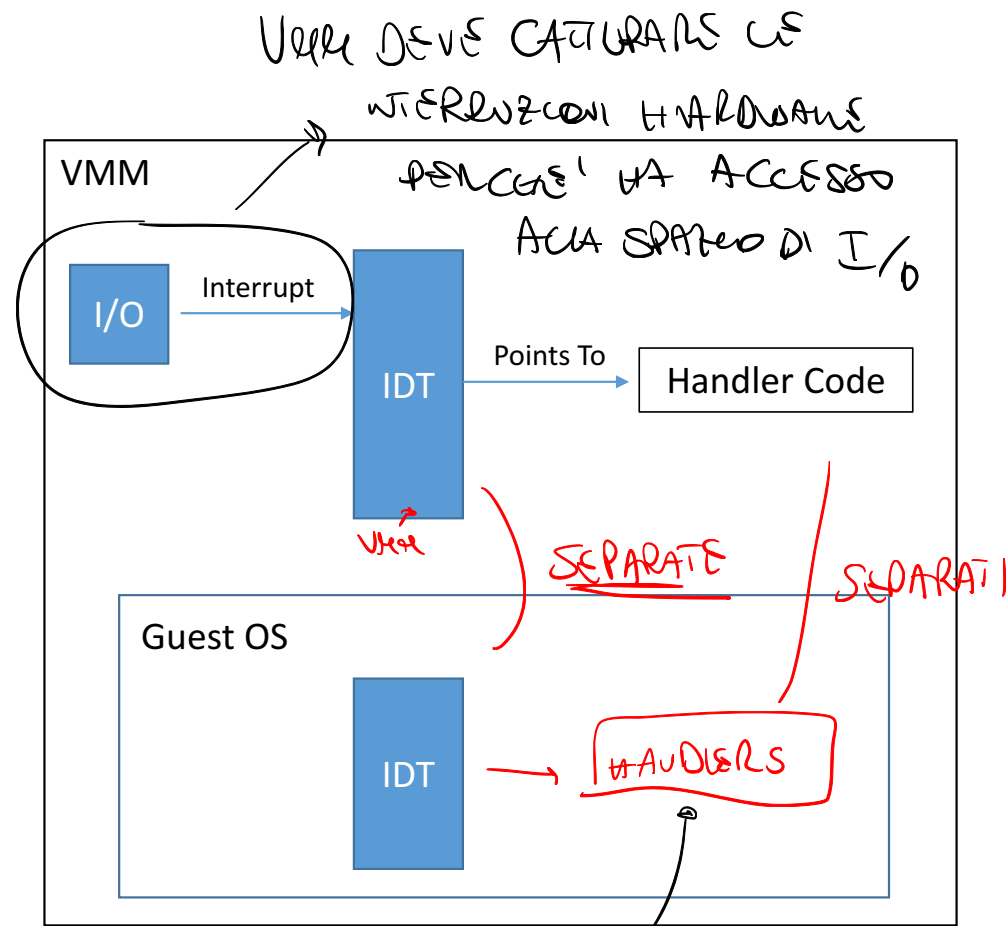 VMM DEVE CATTURARE LE
INTERRUZIONI HARDWARE
PERCHE' HA ACCESSO
ALLA SPAZIO DI I/O
VMM
I/O
Interrupt
IDT
Points To
Handler Code
VMM
SEPARATE
SEPARATI
Guest OS
IDT
HANDLERS